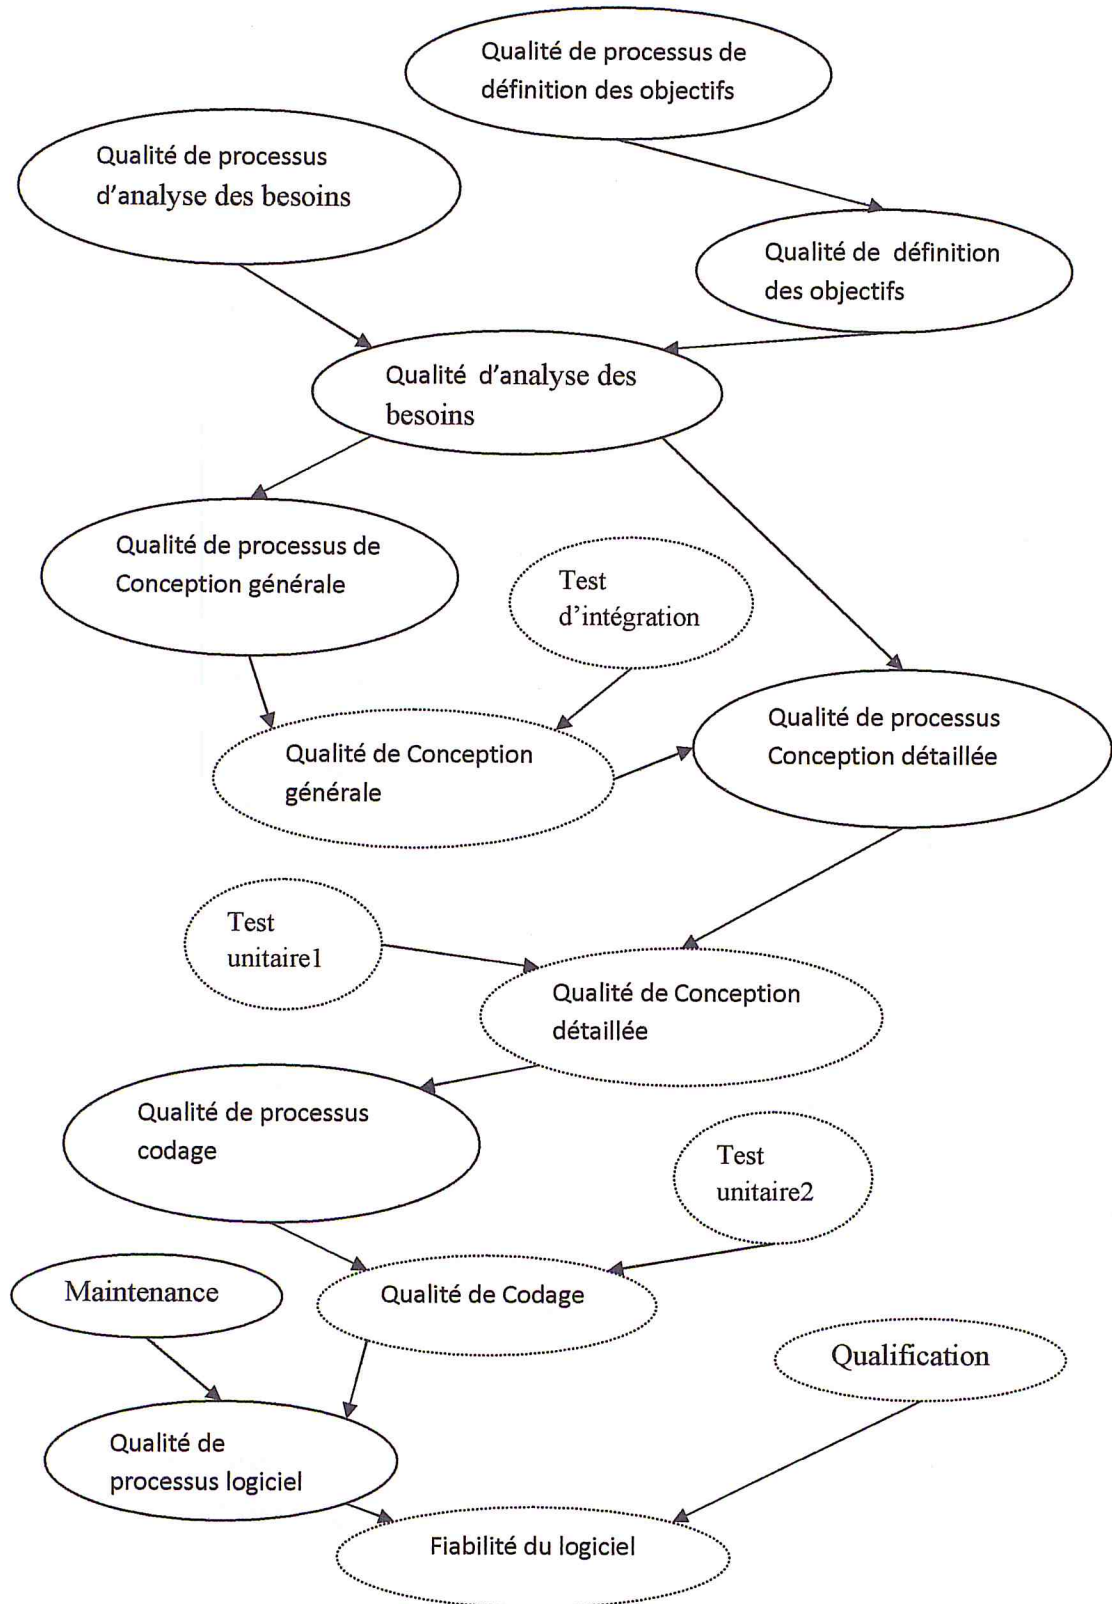 Qualité de processus de
définition des objectifs
Qualité de processus
d'analyse des besoins
Qualité de  définition
des objectifs
Qualité  d'analyse des
besoins
Qualité de processus de
Conception générale
Test
d'intégration
Qualité de processus
Conception détaillée
Qualité de Conception
générale
Test
unitaire1
Qualité de Conception
détaillée
Qualité de processus
codage
Test
unitaire2
Maintenance
Qualité de Codage
Qualification
Qualité de
processus logiciel
Fiabilité du logiciel